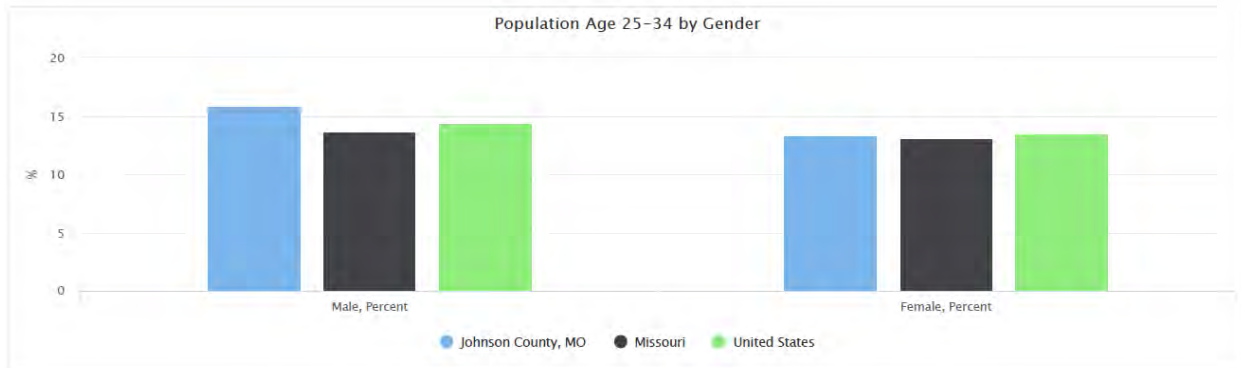 Population Age 25-34 by Gender
20
15
10
5
0
%
Male, Percent
Female, Percent
Johnson County, MO
Missouri
United States